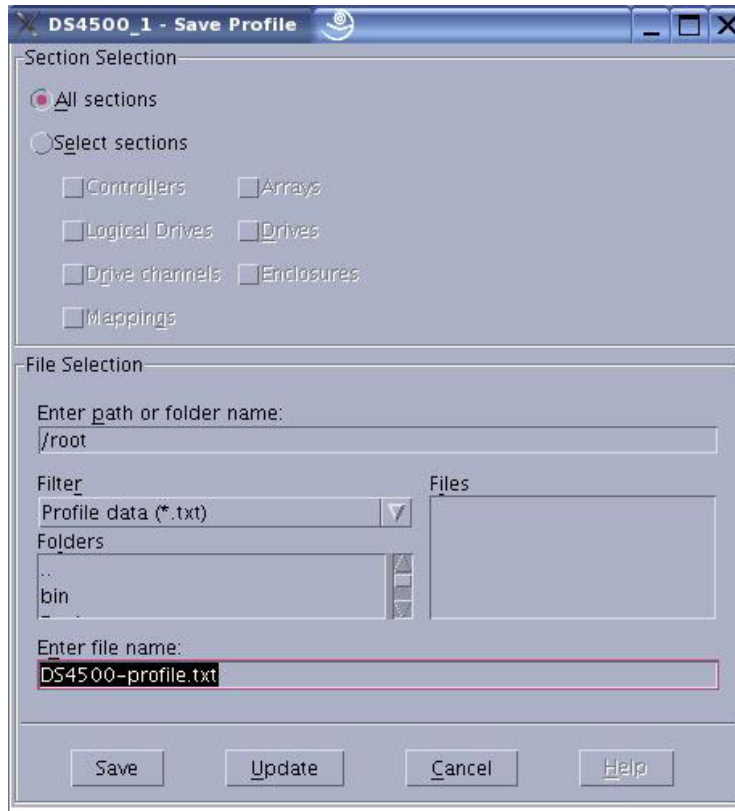 DS4500_1 - Save Profile
Section Selection
All sections
Select sections
Controllers Arrays
Logical Drives Drives
Drive channels Enclosures
Mappings
File Selection
Enter path or folder name:
/root
Filter Files
Profile data (*.txt)
Folders
..
bin
Enter file name:
DS4500-profile.txt
Save Update Cancel Help